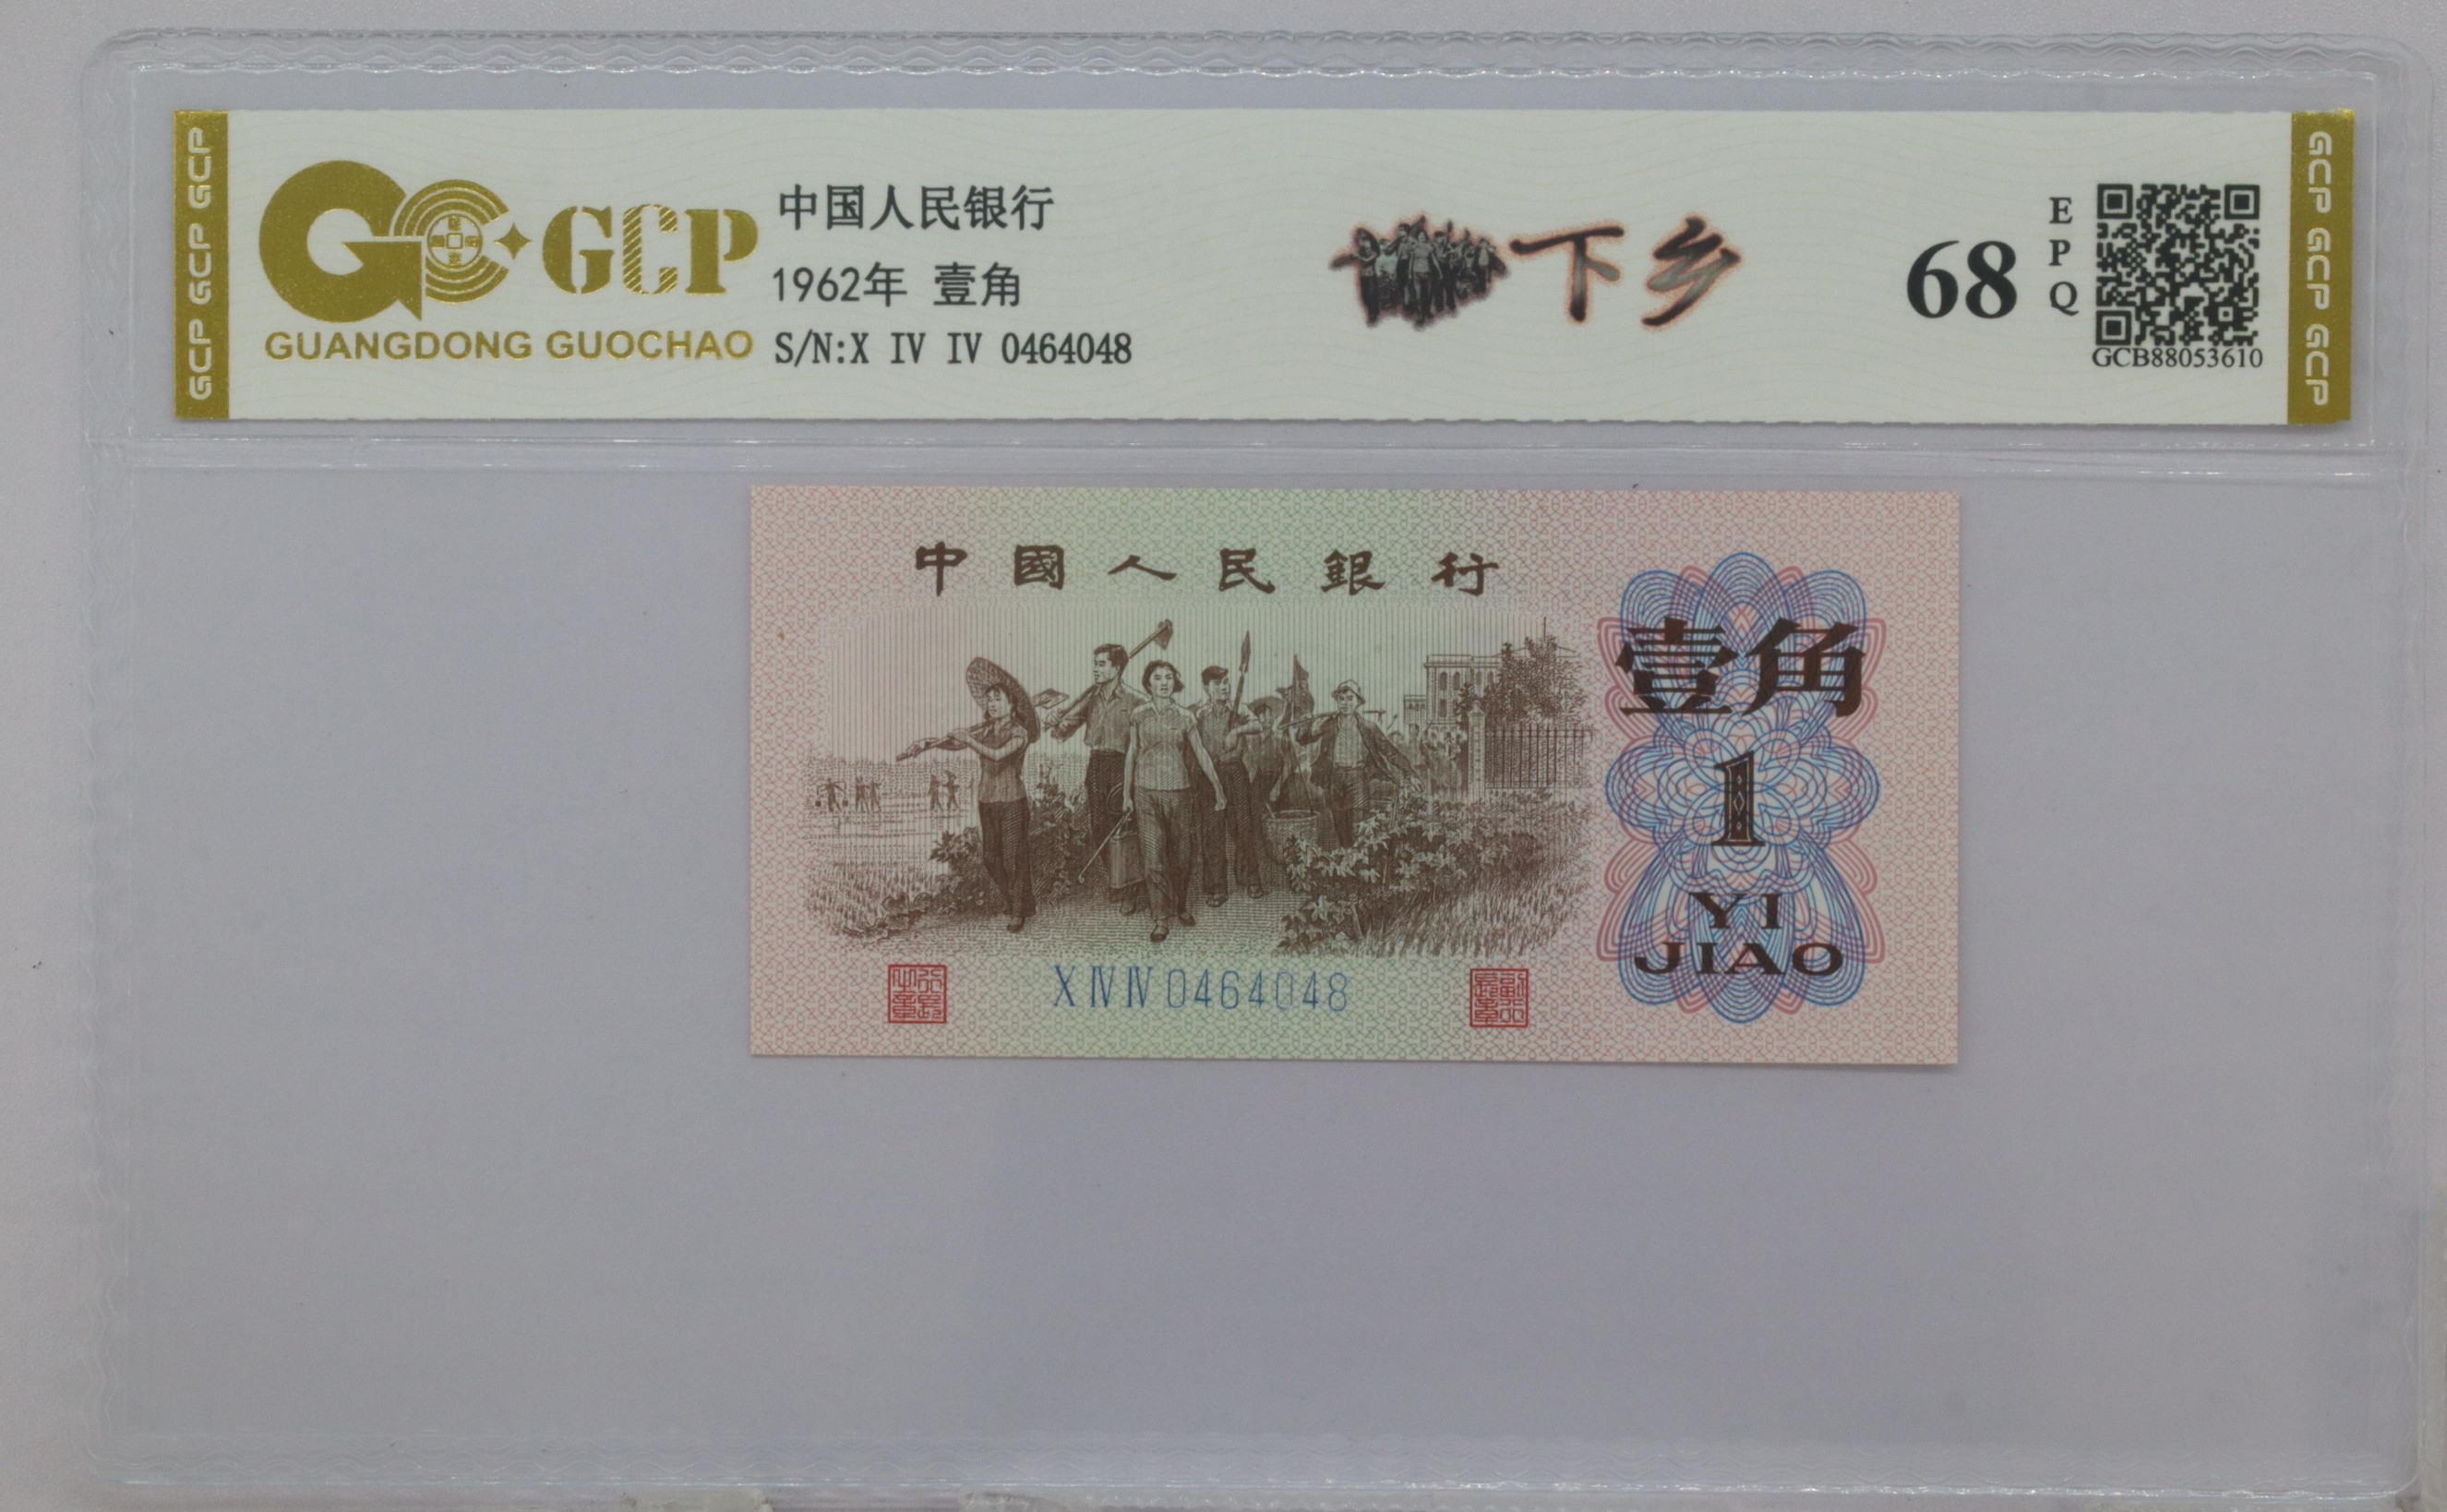 GCP GCP GCP
GCP
GUANGDONG GUOCHAO
中国人民银行
1962年 壹角
S/N:X IV IV 0464048
下乡
68
EPQ
GCB88053610
GCP GCP GCP
中國人民銀行
壹角
1
YI
JIAO
X IV IV 0464048